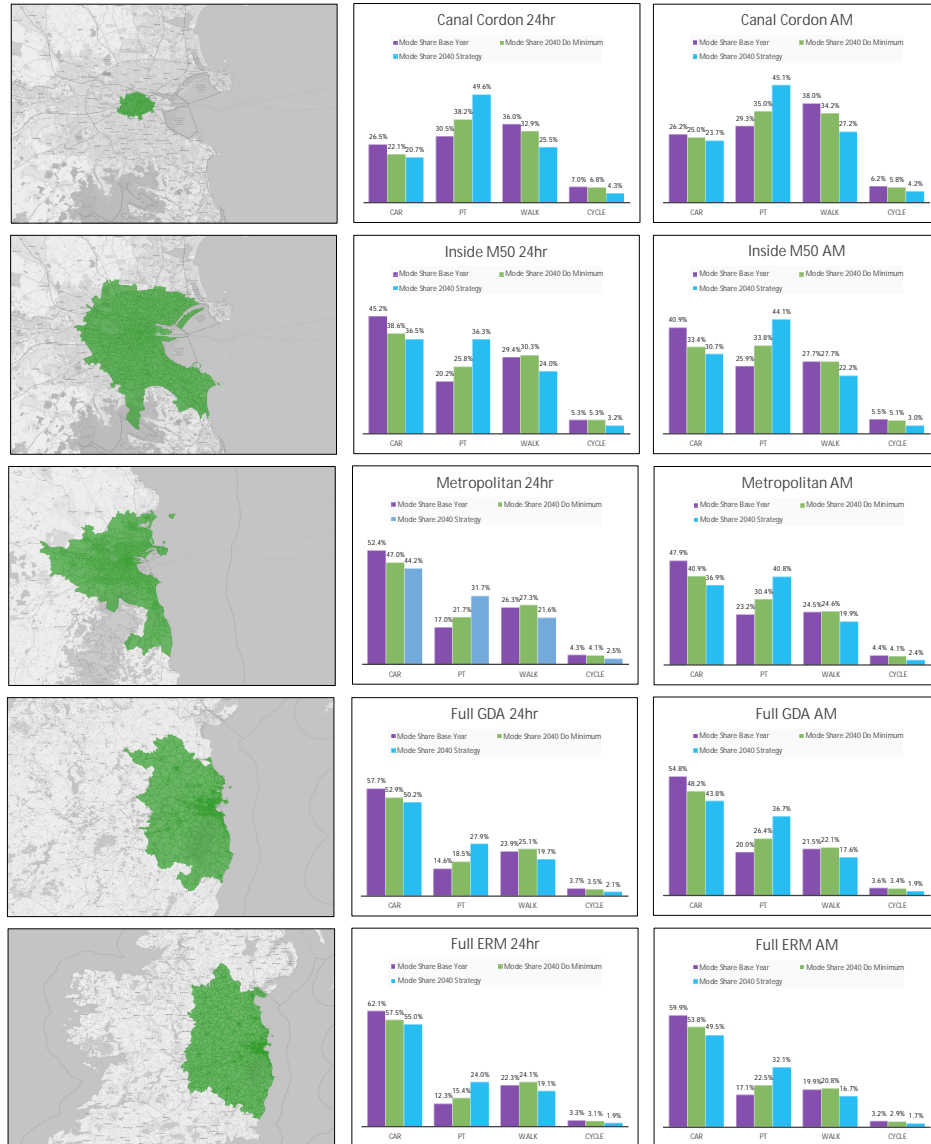 Canal Cordon 24hr
Mode Share Base Year Mode Share 2040 Do Minimum
Mode Share 2040 Strategy
26.5% 22.1% 20.7% 30.5% 38.2% 49.6% 36.0% 32.9% 25.5% 7.0% 6.8% 4.3%
CAR PT WALK CYCLE
Canal Cordon AM
Mode Share Base Year Mode Share 2040 Do Minimum
Mode Share 2040 Strategy
26.2% 25.0% 23.7% 29.3% 35.0% 45.1% 38.0% 34.2% 27.2% 6.2% 5.8% 4.2%
CAR PT WALK CYCLE
Inside M50 24hr
Mode Share Base Year Mode Share 2040 Do Minimum
Mode Share 2040 Strategy
45.2% 38.6% 36.5% 20.2% 25.8% 36.3% 29.4% 30.3% 24.0% 5.3% 5.3% 3.2%
CAR PT WALK CYCLE
Inside M50 AM
Mode Share Base Year Mode Share 2040 Do Minimum
Mode Share 2040 Strategy
40.9% 33.4% 30.7% 25.9% 33.8% 44.1% 27.7% 27.7% 22.2% 5.5% 5.1% 3.0%
CAR PT WALK CYCLE
Metropolitan 24hr
Mode Share Base Year Mode Share 2040 Do Minimum
Mode Share 2040 Strategy
52.4% 47.0% 44.2% 17.0% 21.7% 31.7% 26.3% 27.3% 21.6% 4.3% 4.1% 2.5%
CAR PT WALK CYCLE
Metropolitan AM
Mode Share Base Year Mode Share 2040 Do Minimum
Mode Share 2040 Strategy
47.9% 40.9% 36.9% 23.2% 30.4% 40.8% 24.5% 24.6% 19.9% 4.4% 4.1% 2.4%
CAR PT WALK CYCLE
Full GDA 24hr
Mode Share Base Year Mode Share 2040 Do Minimum
Mode Share 2040 Strategy
57.7% 52.9% 50.2% 14.6% 18.5% 27.9% 23.9% 25.1% 19.7% 3.7% 3.5% 2.1%
CAR PT WALK CYCLE
Full GDA AM
Mode Share Base Year Mode Share 2040 Do Minimum
Mode Share 2040 Strategy
54.8% 48.2% 43.8% 20.0% 26.4% 36.7% 21.5% 22.1% 17.6% 3.6% 3.4% 1.9%
CAR PT WALK CYCLE
Full ERM 24hr
Mode Share Base Year Mode Share 2040 Do Minimum
Mode Share 2040 Strategy
62.1% 57.5% 55.0% 12.3% 15.4% 24.0% 22.3% 24.1% 19.1% 3.3% 3.1% 1.9%
CAR PT WALK CYCLE
Full ERM AM
Mode Share Base Year Mode Share 2040 Do Minimum
Mode Share 2040 Strategy
59.9% 53.8% 49.5% 17.1% 22.5% 32.1% 19.9% 20.8% 16.7% 3.2% 2.9% 1.7%
CAR PT WALK CYCLE